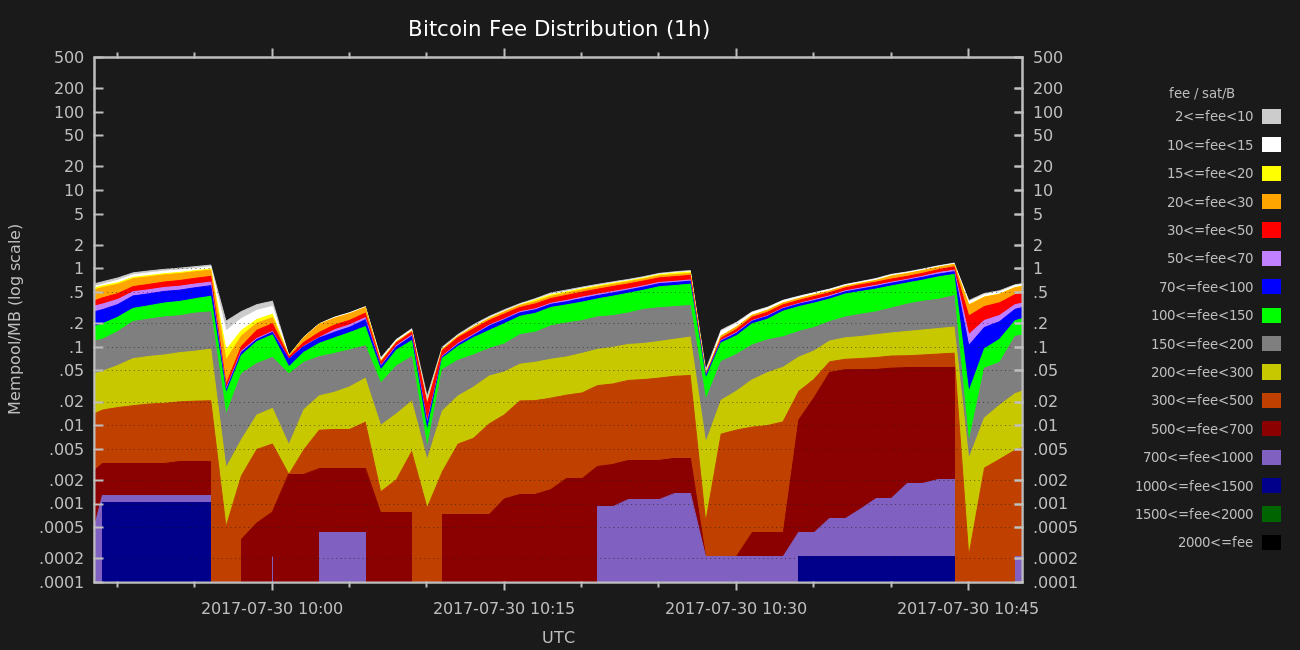 Bitcoin Fee Distribution (1h)
Mempool/MB (log scale)
500
200
100
50
20
10
5
2
1
.5
.2
.1
.05
.02
.01
.005
.002
.001
.0005
.0002
.0001
500
200
100
50
20
10
5
2
1
.5
.2
.1
.05
.02
.01
.005
.002
.001
.0005
.0002
.0001
2017-07-30 10:00
2017-07-30 10:15
2017-07-30 10:30
2017-07-30 10:45
UTC
fee / sat/B
2<=fee<10
10<=fee<15
15<=fee<20
20<=fee<30
30<=fee<50
50<=fee<70
70<=fee<100
100<=fee<150
150<=fee<200
200<=fee<300
300<=fee<500
500<=fee<700
700<=fee<1000
1000<=fee<1500
1500<=fee<2000
2000<=fee